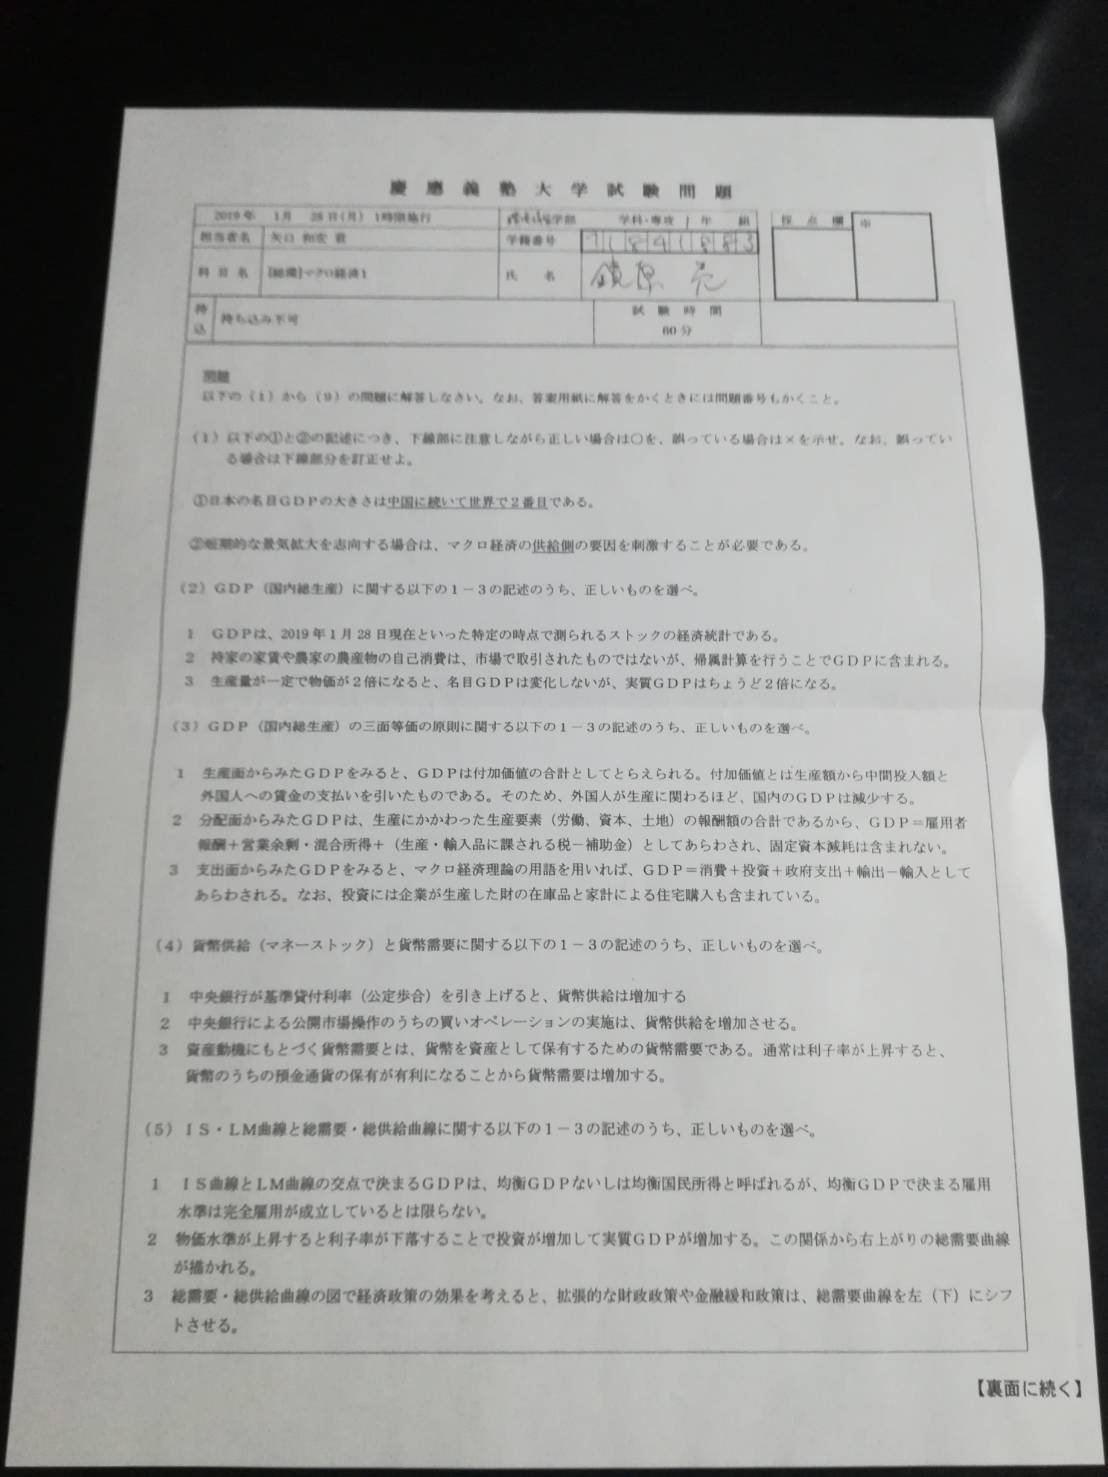 慶應義塾大学試験問題
2019年 1月 28日(月) 1時限施行 学部 学科・専攻 1年 組 採点欄 ※
担当者名 矢口 和宏 君 学籍番号
科目名 マクロ経済1 氏名
持込 持ち込み不可 試験時間
60分
問題
以下の(1)から(9)の問題に解答しなさい。なお、答案用紙に解答をかくときには問題番号もかくこと。
(1)以下の①と②の記述につき、下線部に注意しながら正しい場合は○を、誤っている場合は×を示せ。なお、誤ってい
る場合は下線部分を訂正せよ。
①日本の名目GDPの大きさは中国に続いて世界で2番目である。
②短期的な景気拡大を志向する場合は、マクロ経済の供給側の要因を刺激することが必要である。
(2)GDP(国内総生産)に関する以下の1-3の記述のうち、正しいものを選べ。
1 GDPは、2019年1月28日現在といった特定の時点で測られるストックの経済統計である。
2 持家の家賃や農家の農産物の自己消費は、市場で取引されたものではないが、帰属計算を行うことでGDPに含まれる。
3 生産量が一定で物価が2倍になると、名目GDPは変化しないが、実質GDPはちょうど2倍になる。
(3)GDP(国内総生産)の三面等価の原則に関する以下の1-3の記述のうち、正しいものを選べ。
1 生産面からみたGDPをみると、GDPは付加価値の合計としてとらえられる。付加価値とは生産額から中間投入額と
外国人への賃金の支払いを引いたものである。そのため、外国人が生産に関わるほど、国内のGDPは減少する。
2 分配面からみたGDPは、生産にかかわった生産要素(労働、資本、土地)の報酬額の合計であるから、GDP=雇用者
報酬+営業余剰・混合所得+(生産・輸入品に課される税-補助金)としてあらわされ、固定資本減耗は含まれない。
3 支出面からみたGDPをみると、マクロ経済理論の用語を用いれば、GDP=消費+投資+政府支出+輸出-輸入として
あらわされる。なお、投資には企業が生産した財の在庫品と家計による住宅購入も含まれている。
(4)貨幣供給(マネーストック)と貨幣需要に関する以下の1-3の記述のうち、正しいものを選べ。
1 中央銀行が基準貸付利率(公定歩合)を引き上げると、貨幣供給は増加する
2 中央銀行による公開市場操作のうちの買いオペレーションの実施は、貨幣供給を増加させる。
3 資産動機にもとづく貨幣需要とは、貨幣を資産として保有するための貨幣需要である。通常は利子率が上昇すると、
貨幣のうちの預金通貨の保有が有利になることから貨幣需要は増加する。
(5)IS・LM曲線と総需要・総供給曲線に関する以下の1-3の記述のうち、正しいものを選べ。
1 IS曲線とLM曲線の交点で決まるGDPは、均衡GDPないしは均衡国民所得と呼ばれるが、均衡GDPで決まる雇用
水準は完全雇用が成立しているとは限らない。
2 物価水準が上昇すると利子率が下落することで投資が増加して実質GDPが増加する。この関係から右上がりの総需要曲線
が描かれる。
3 総需要・総供給曲線の図で経済政策の効果を考えると、拡張的な財政政策や金融緩和政策は、総需要曲線を左(下)にシフ
トさせる。
【裏面に続く】